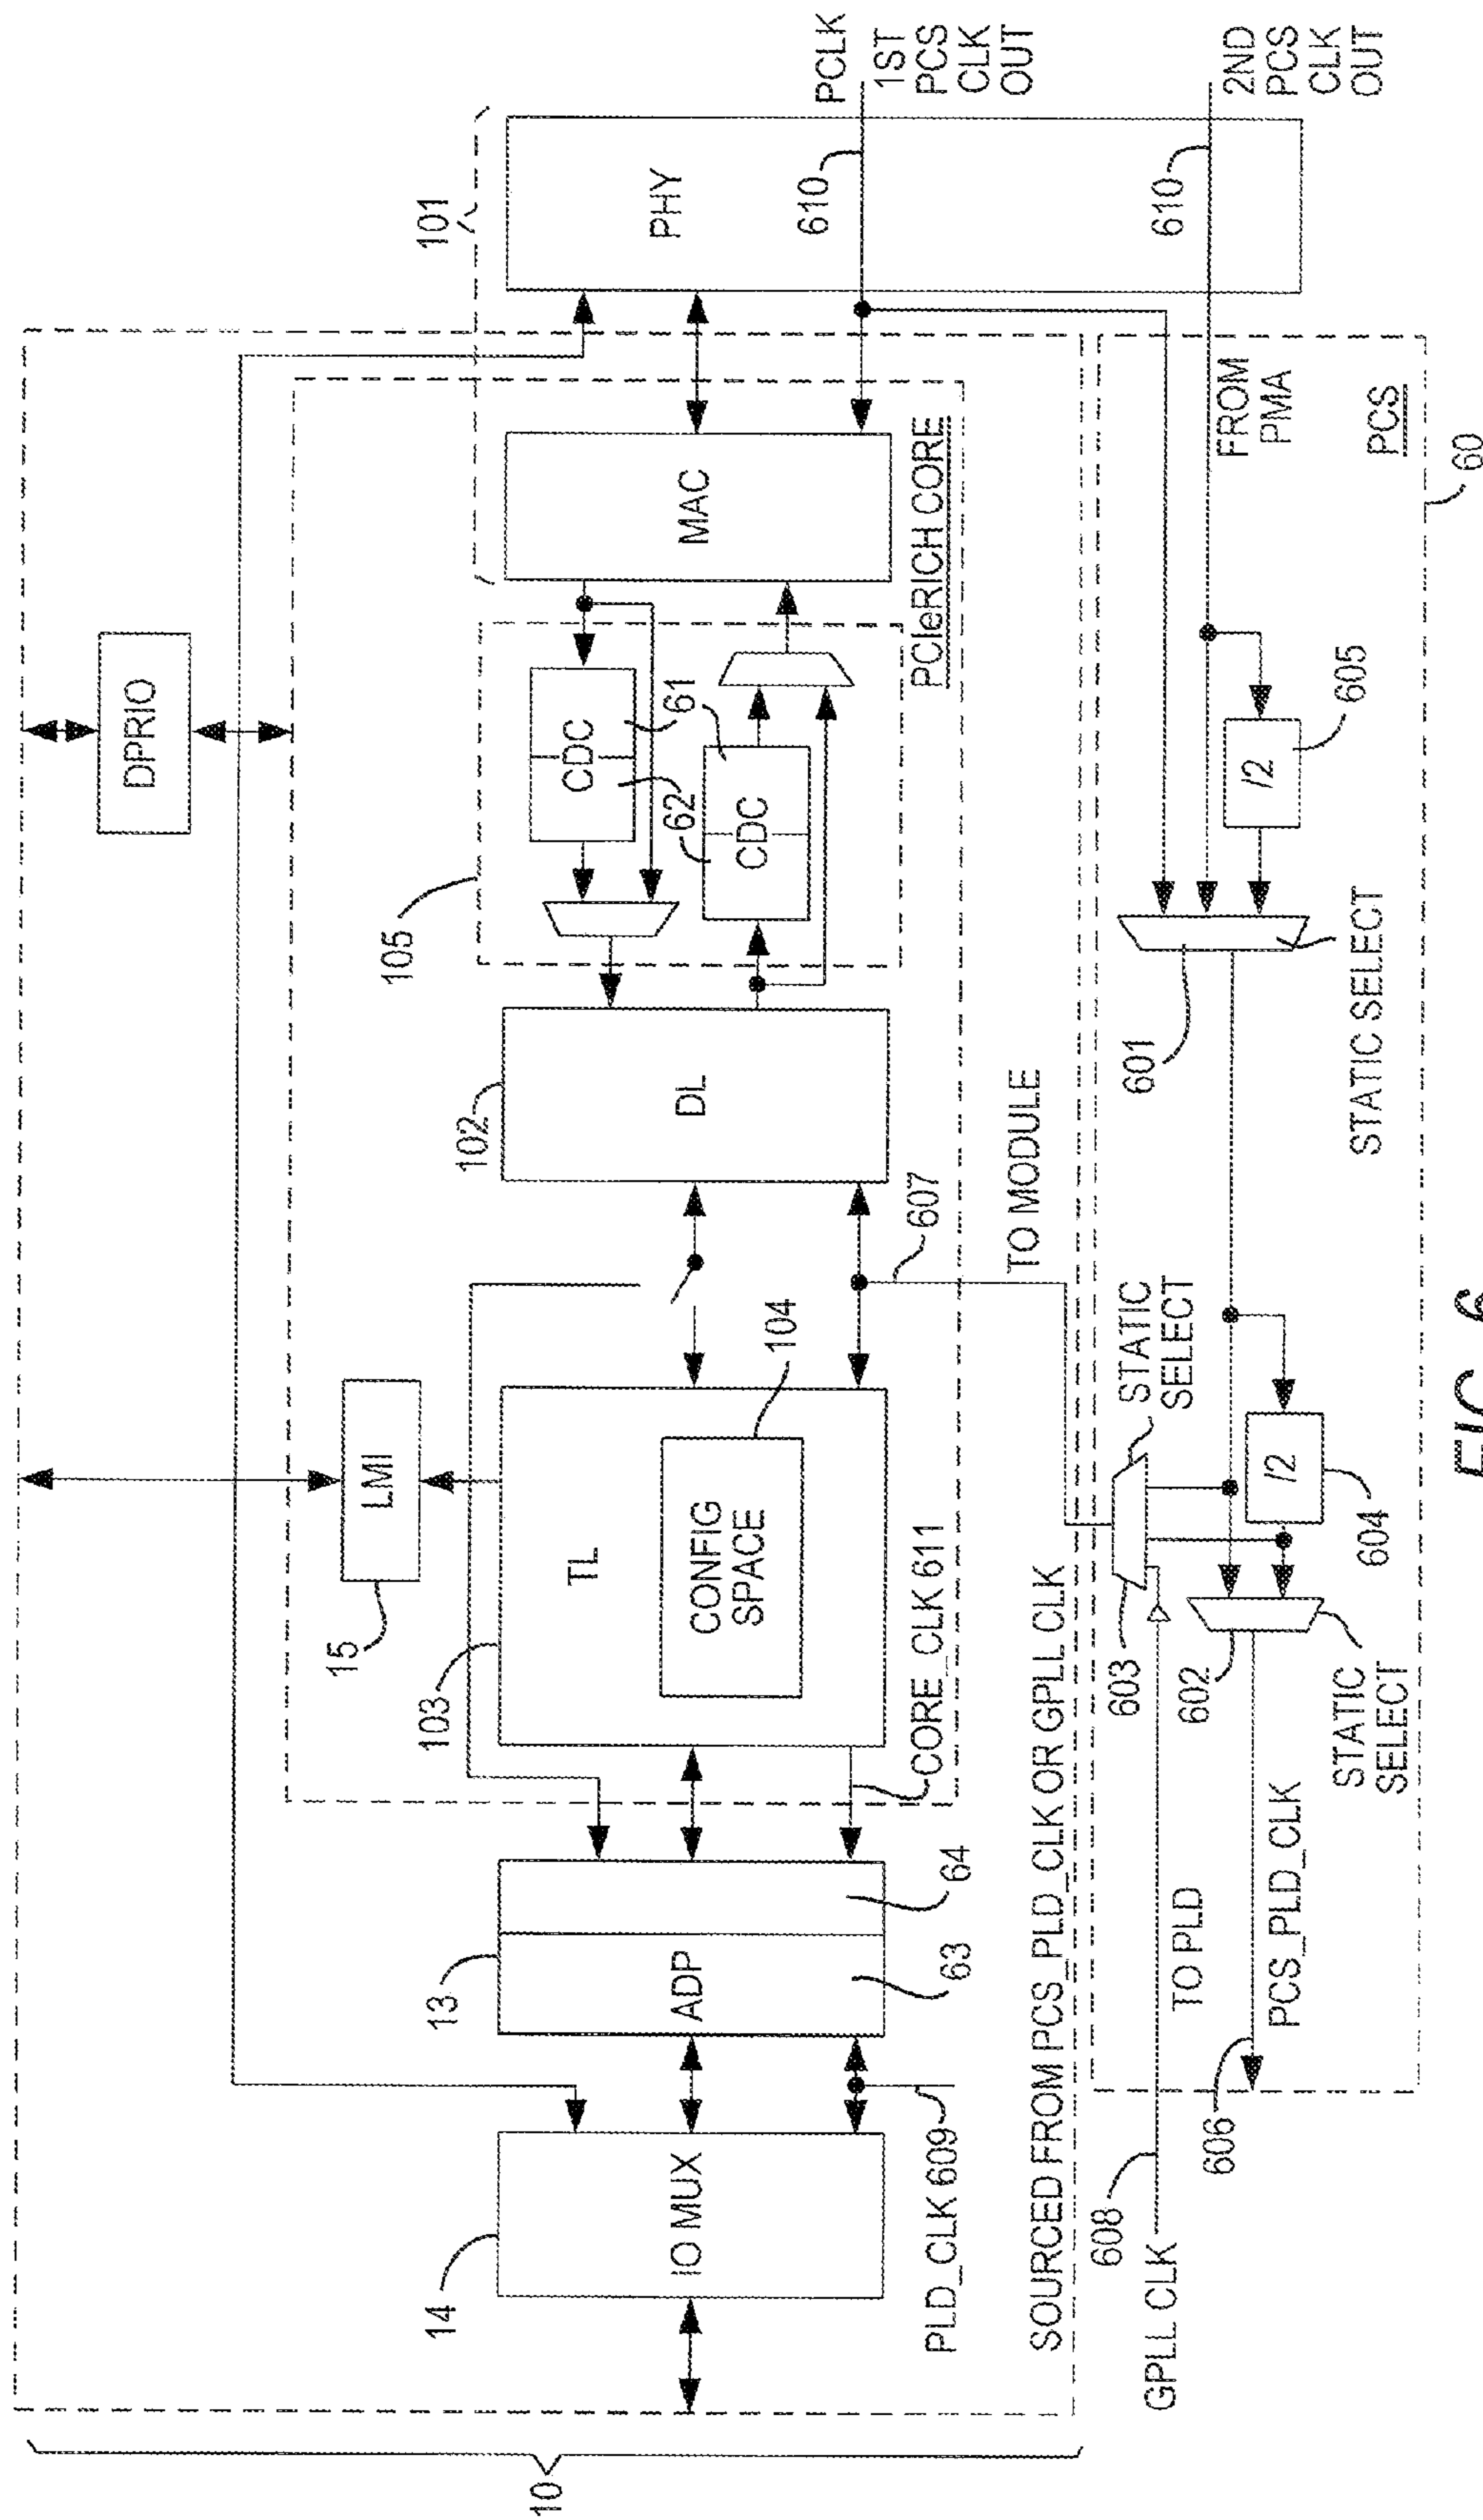 10
14
IO MUX
PLD_CLK 609
SOURCED FROM PCS_PLD_CLK OR GPLL CLK
13
ADP
63
64
15
LMI
103
TL
CONFIG
SPACE
104
CORE_CLK 611
DPRIO
102
DL
607
TO MODULE
105
CDC
61
62
CDC
PCIeRICH CORE
MAC
101
PHY
610
PCLK
1ST
PCS
CLK
OUT
610
2ND
PCS
CLK
OUT
GPLL CLK
608
TO PLD
606
PCS_PLD_CLK
603
STATIC
SELECT
602
STATIC
SELECT
/2
604
601
STATIC SELECT
/2
605
FROM
PMA
PCS
60
FIG. 6